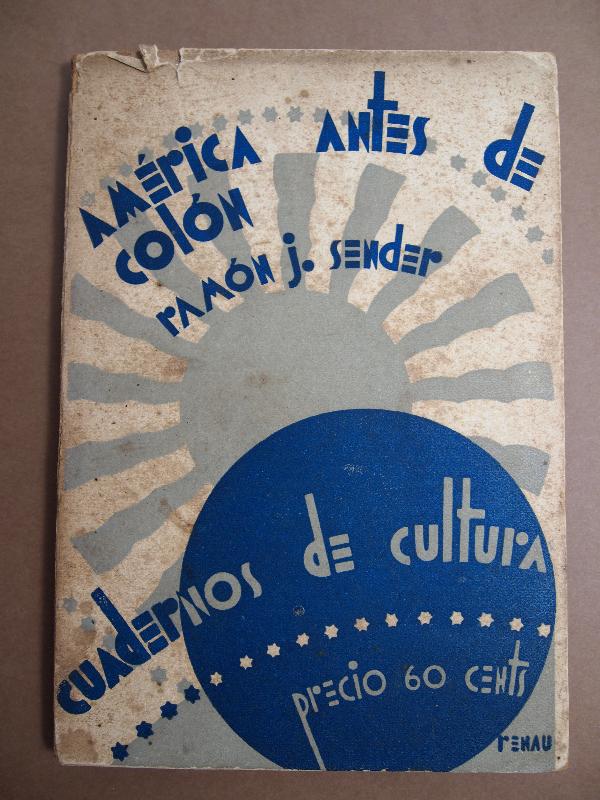 América antes de
Colón
Ramón J. Sender
Cuadernos de cultura
precio 60 cents
Renau